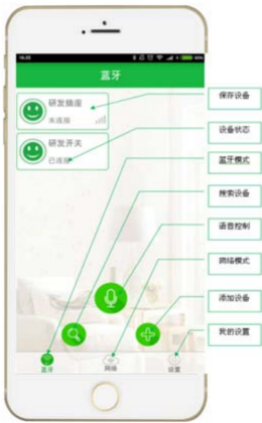 蓝牙
研发插座
未连接
研发开关
已连接
蓝牙
网络
设置
保存设备
设备状态
蓝牙模式
搜索设备
语音控制
网络模式
添加设备
我的设置